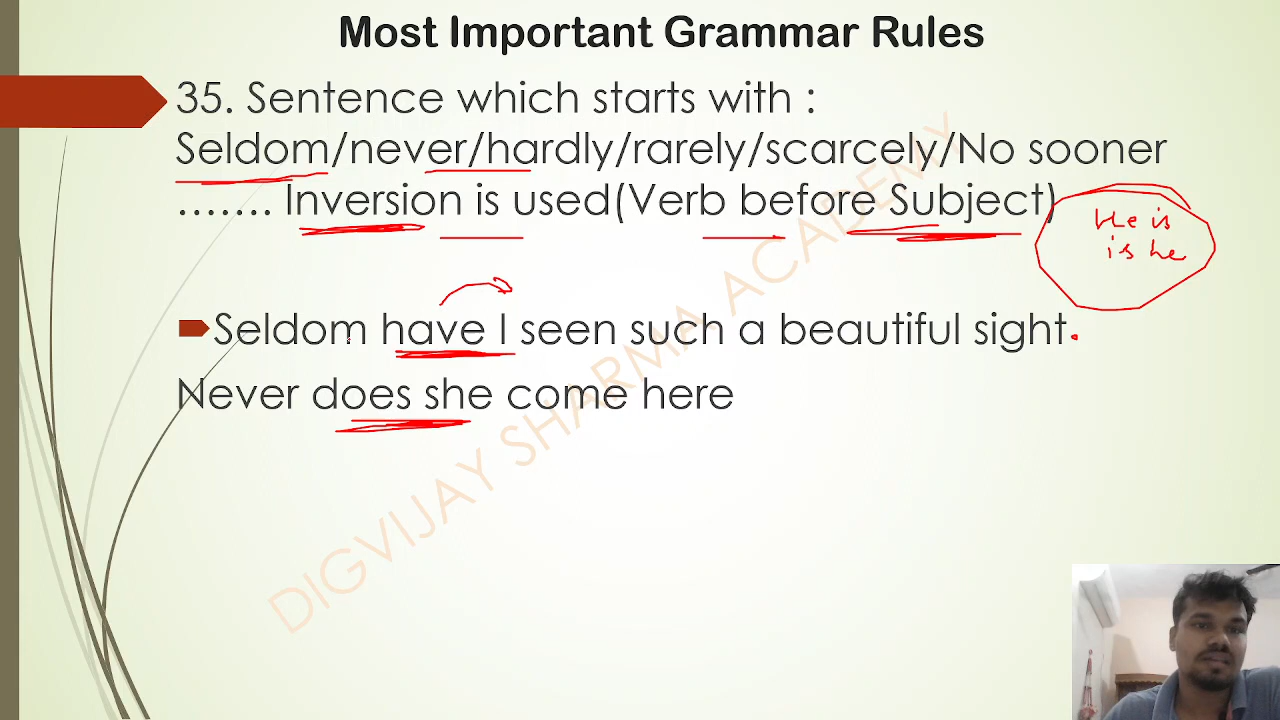 Most Important Grammar Rules
35. Sentence which starts with :
Seldom/never/hardly/rarely/scarcely/No sooner
……. Inversion is used(Verb before Subject)
He is
is he
Seldom have I seen such a beautiful sight.
Never does she come here
DIGVIJAY SHARMA ACADEMY